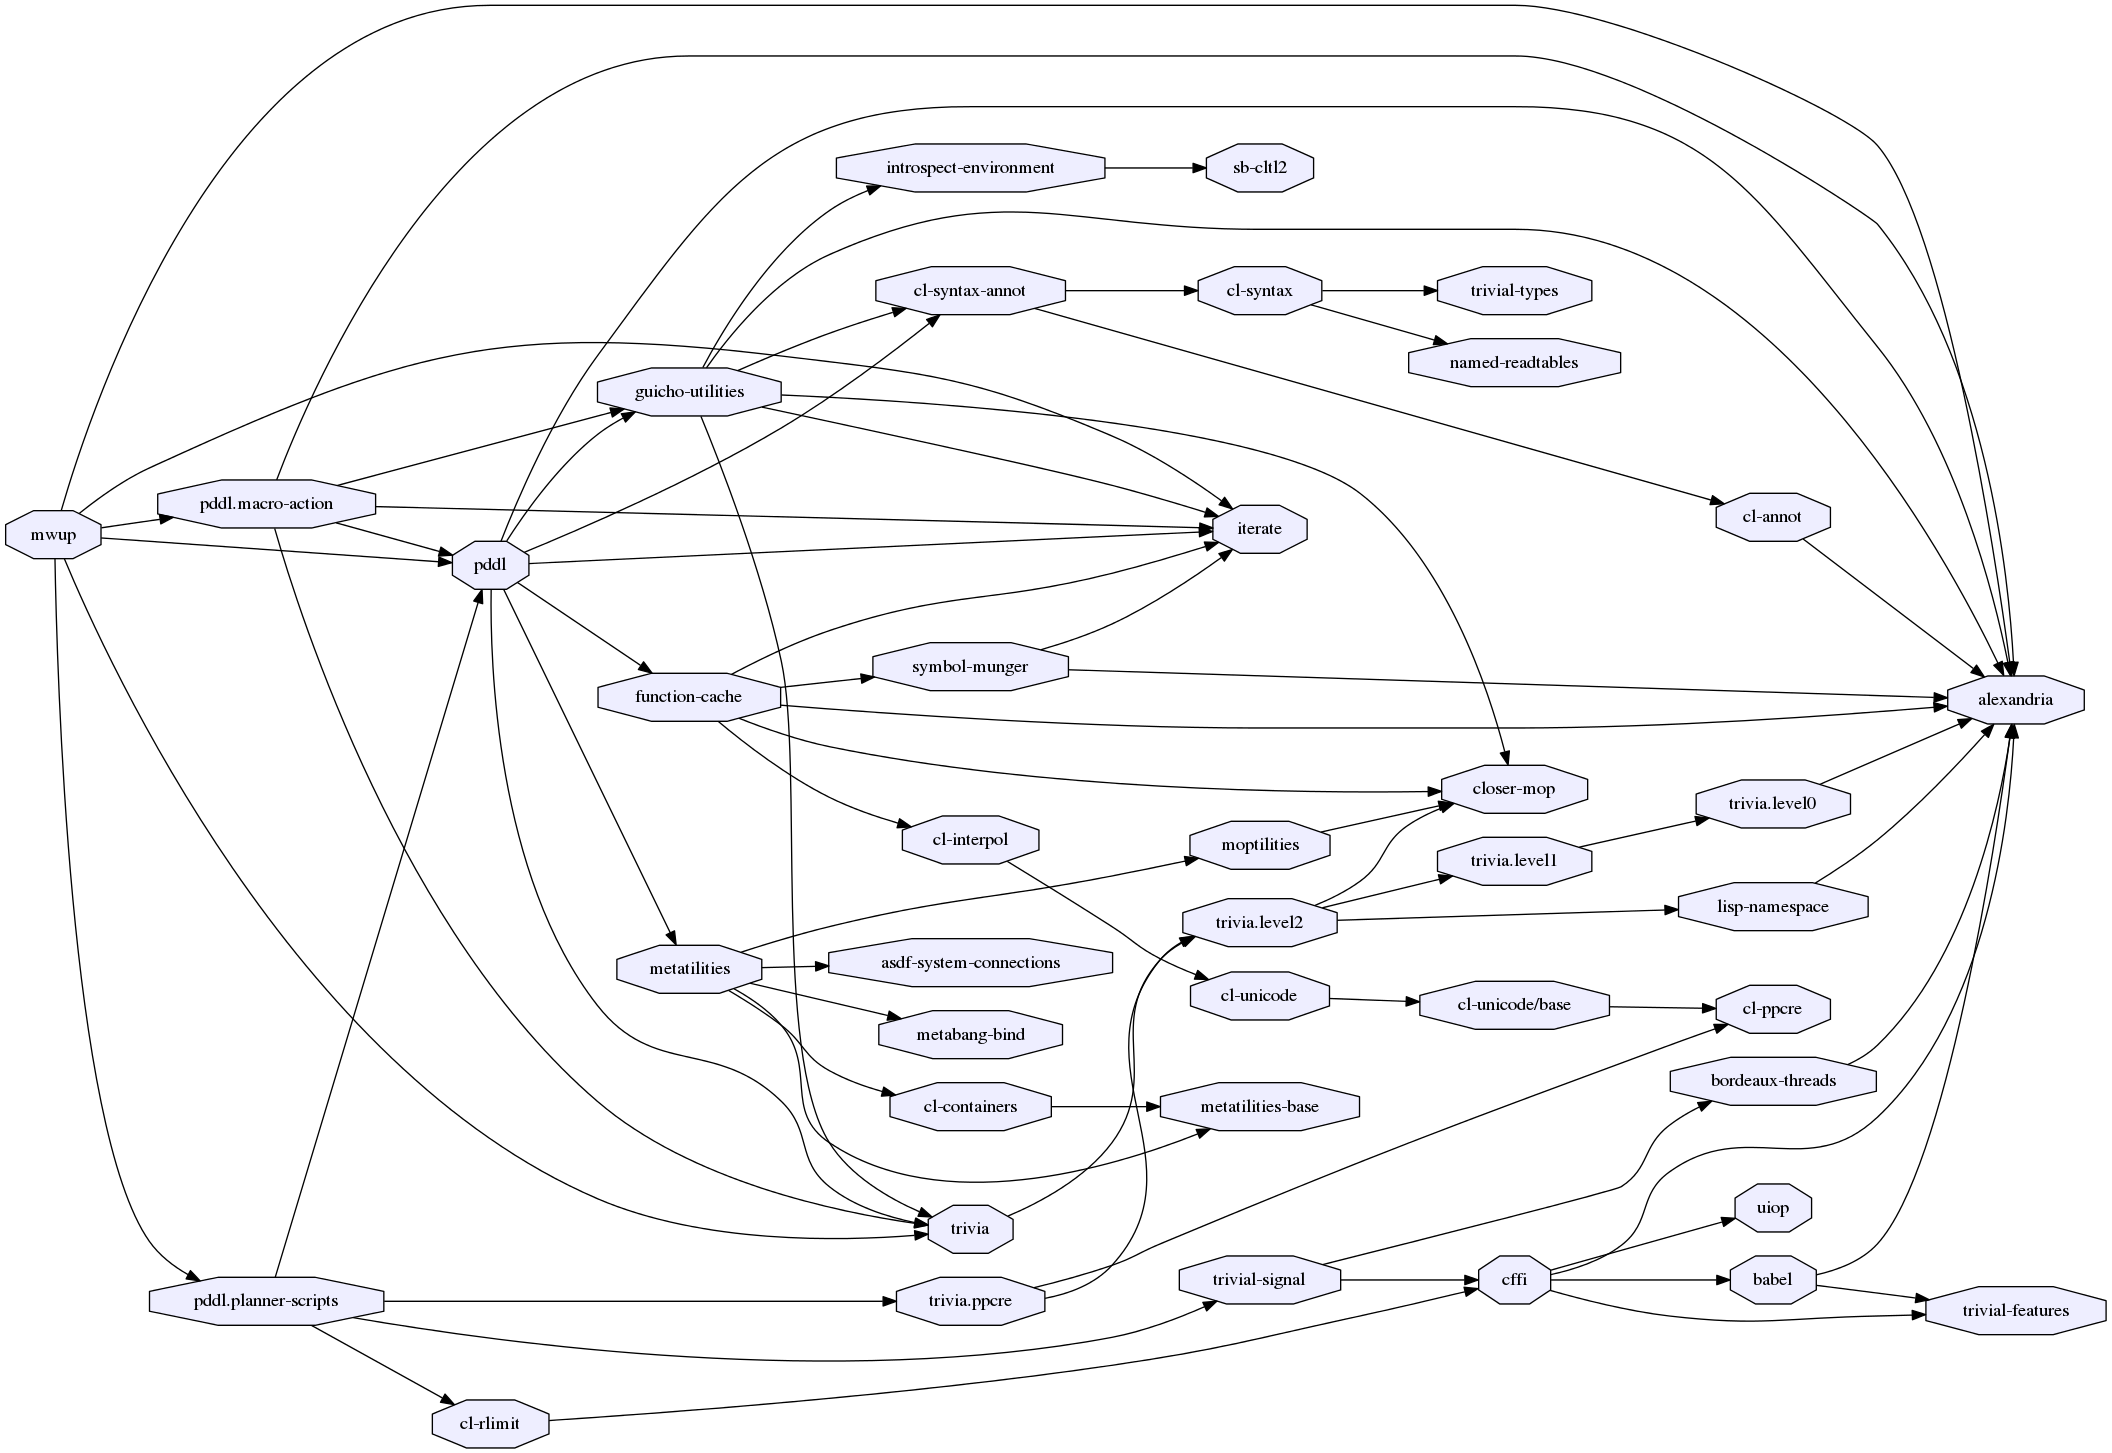 introspect-environment
sb-cltl2
cl-syntax-annot
cl-syntax
trivial-types
named-readtables
guicho-utilities
pddl.macro-action
cl-annot
mwup
iterate
pddl
symbol-munger
function-cache
alexandria
closer-mop
trivia.level0
cl-interpol
moptilities
trivia.level1
trivia.level2
lisp-namespace
metatilities
asdf-system-connections
cl-unicode
cl-unicode/base
cl-ppcre
metabang-bind
bordeaux-threads
cl-containers
metatilities-base
uiop
trivia
trivial-signal
cffi
babel
pddl.planner-scripts
trivia.ppcre
trivial-features
cl-rlimit